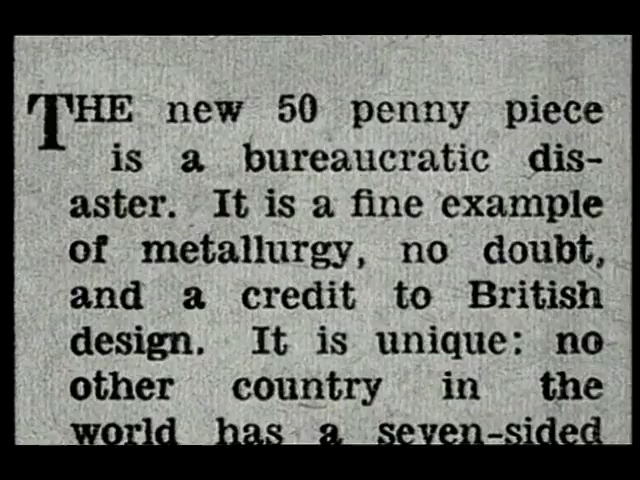 THE new 50 penny piece
is a bureaucratic dis-
aster. It is a fine example
of metallurgy, no doubt,
and a credit to British
design. It is unique: no
other country in the
world has a seven-sided